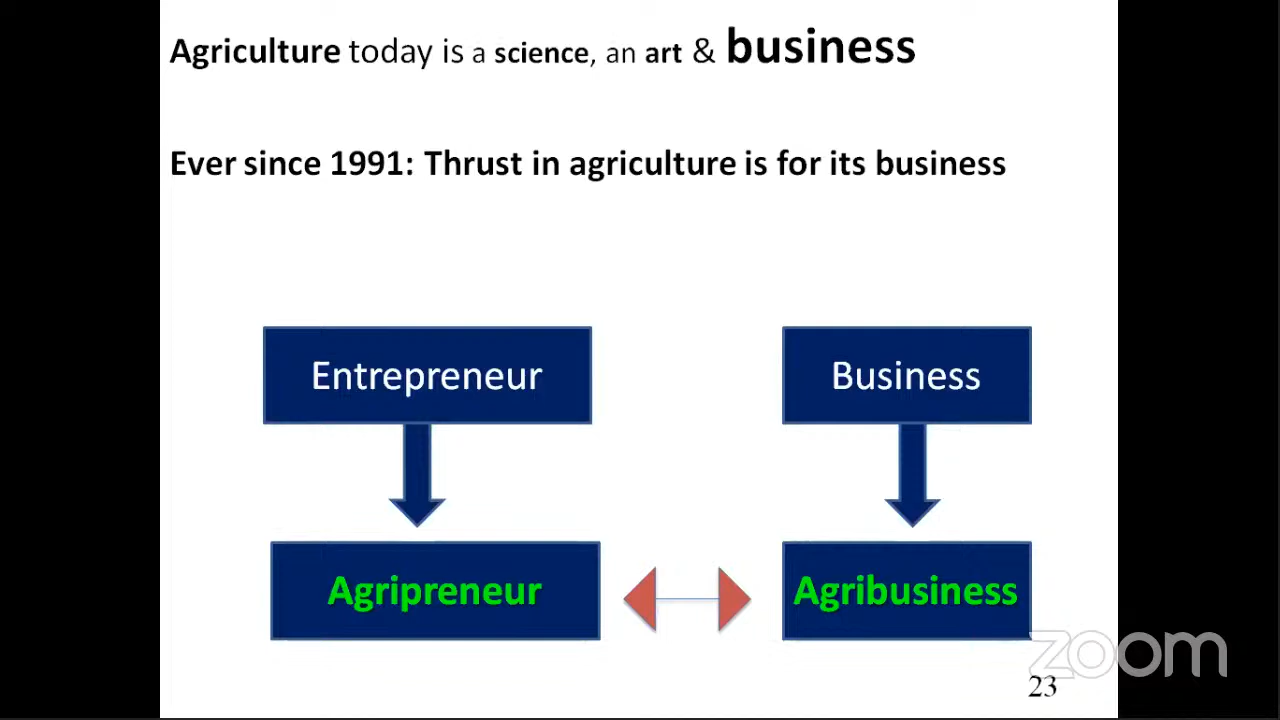 Agriculture today is a science, an art & business
Ever since 1991: Thrust in agriculture is for its business
Entrepreneur
Business
Agripreneur
Agribusiness
zoom
23